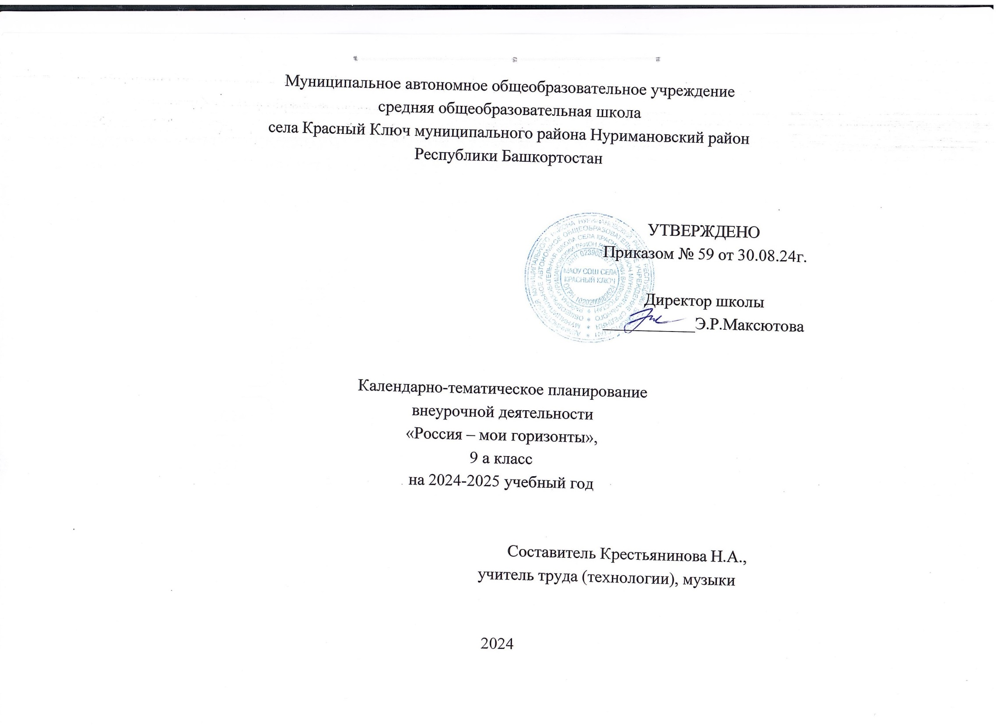 Муниципальное автономное общеобразовательное учреждение
средняя общеобразовательная школа
села Красный Ключ муниципального района Нуримановский район
Республики Башкортостан
УТВЕРЖДЕНО
Приказом № 59 от 30.08.24г.
МАОУ СОШ СЕЛА
КРАСНЫЙ КЛЮЧ
Директор школы
Э.Р.Максютова
Календарно-тематическое планирование
внеурочной деятельности
«Россия – мои горизонты»,
9 а класс
на 2024-2025 учебный год
Составитель Крестьянинова Н.А.,
учитель труда (технологии), музыки
2024